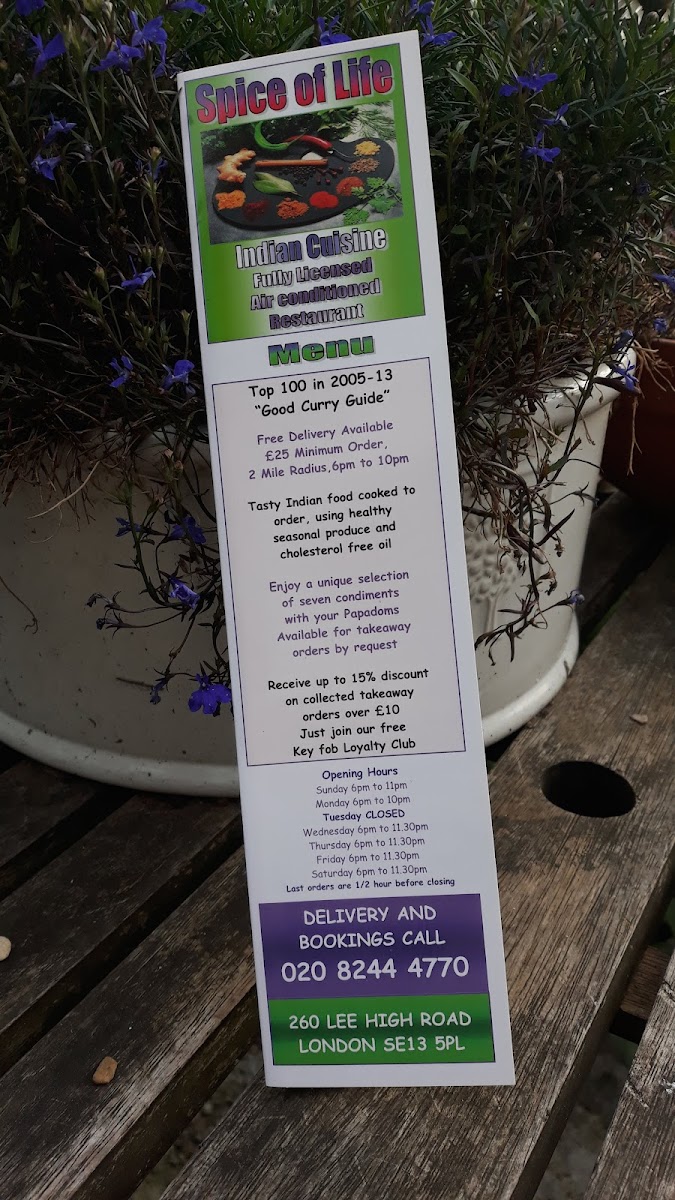 Spice of Life
Indian Cuisine
Fully Licensed
Air conditioned
Restaurant
Menu
Top 100 in 2005-13
“Good Curry Guide”
Free Delivery Available
£25 Minimum Order,
2 Mile Radius,6pm to 10pm
Tasty Indian food cooked to
order, using healthy
seasonal produce and
cholesterol free oil
Enjoy a unique selection
of seven condiments
with your Papadoms
Available for takeaway
orders by request
Receive up to 15% discount
on collected takeaway
orders over £10
Just join our free
Key fob Loyalty Club
Opening Hours
Sunday 6pm to 11pm
Monday 6pm to 10pm
Tuesday CLOSED
Wednesday 6pm to 11.30pm
Thursday 6pm to 11.30pm
Friday 6pm to 11.30pm
Saturday 6pm to 11.30pm
Last orders are 1/2 hour before closing
DELIVERY AND
BOOKINGS CALL
020 8244 4770
260 LEE HIGH ROAD
LONDON SE13 5PL